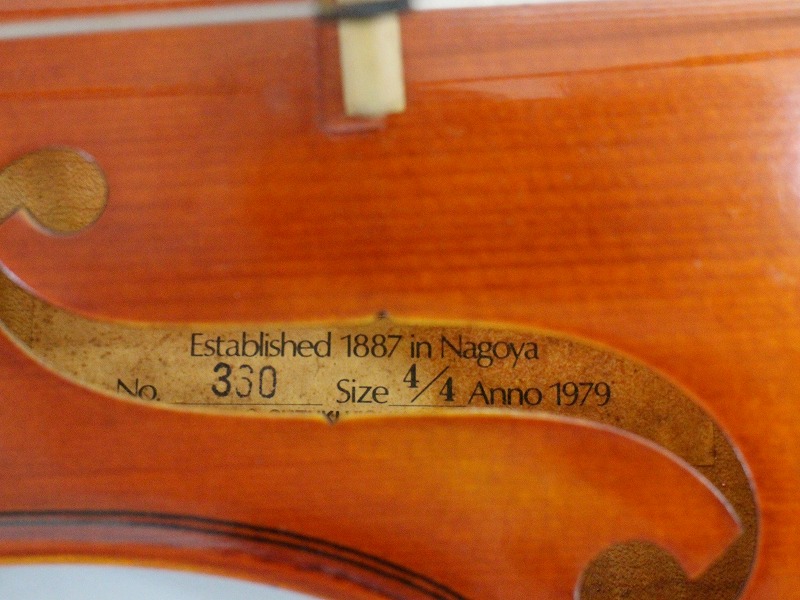 Established 1887 in Nagoya
No. 330 Size 4/4 Anno 1979